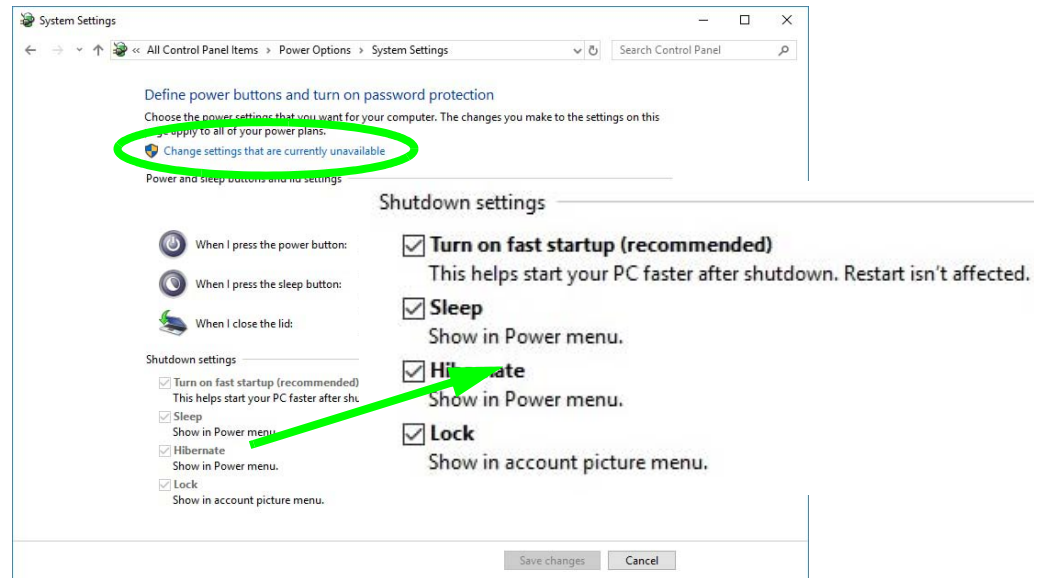 System Settings
« All Control Panel Items › Power Options › System Settings
Search Control Panel
Define power buttons and turn on password protection
Choose the power settings that you want for your computer. The changes you make to the settings on this
page apply to all of your power plans.
Change settings that are currently unavailable
Power and sleep buttons and lid settings
When I press the power button:
When I press the sleep button:
When I close the lid:
Shutdown settings
Turn on fast startup (recommended)
This helps start your PC faster after shu
Sleep
Show in Power menu.
Hibernate
Show in Power menu.
Lock
Show in account picture menu.
Shutdown settings
Turn on fast startup (recommended)
This helps start your PC faster after shutdown. Restart isn't affected.
Sleep
Show in Power menu.
Hibernate
Show in Power menu.
Lock
Show in account picture menu.
Save changes
Cancel